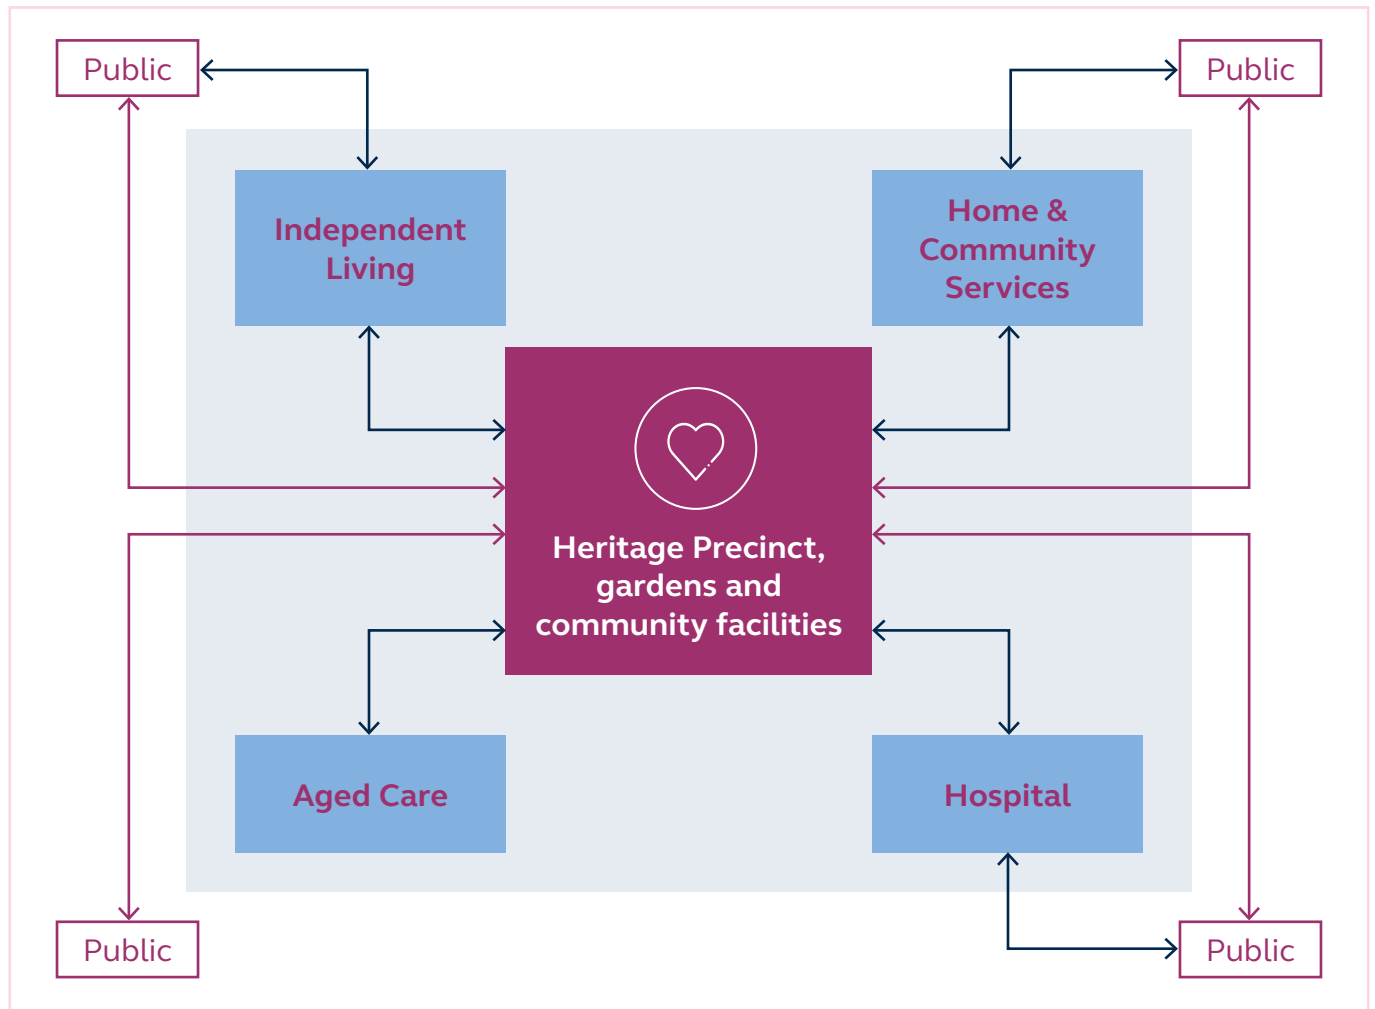 Public
Public
Independent
Living
Home &
Community
Services
Heritage Precinct,
gardens and
community facilities
Aged Care
Hospital
Public
Public